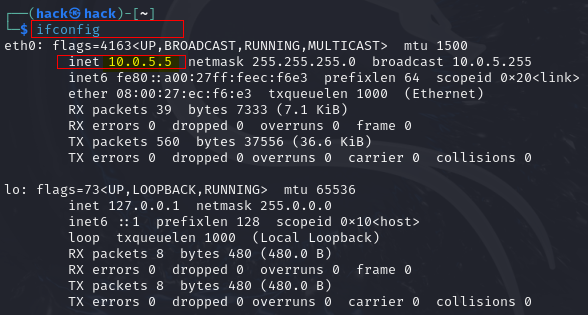 ┌──(hack㉿hack)-[~]
└─$ ifconfig
eth0: flags=4163<UP,BROADCAST,RUNNING,MULTICAST>  mtu 1500
        inet 10.0.5.5  netmask 255.255.255.0  broadcast 10.0.5.255
        inet6 fe80::a00:27ff:feec:f6e3  prefixlen 64  scopeid 0×20<link>
        ether 08:00:27:ec:f6:e3  txqueuelen 1000  (Ethernet)
        RX packets 39  bytes 7333 (7.1 KiB)
        RX errors 0  dropped 0  overruns 0  frame 0
        TX packets 560  bytes 37556 (36.6 KiB)
        TX errors 0  dropped 0 overruns 0  carrier 0  collisions 0

lo: flags=73<UP,LOOPBACK,RUNNING>  mtu 65536
        inet 127.0.0.1  netmask 255.0.0.0
        inet6 ::1  prefixlen 128  scopeid 0×10<host>
        loop  txqueuelen 1000  (Local Loopback)
        RX packets 8  bytes 480 (480.0 B)
        RX errors 0  dropped 0  overruns 0  frame 0
        TX packets 8  bytes 480 (480.0 B)
        TX errors 0  dropped 0 overruns 0  carrier 0  collisions 0